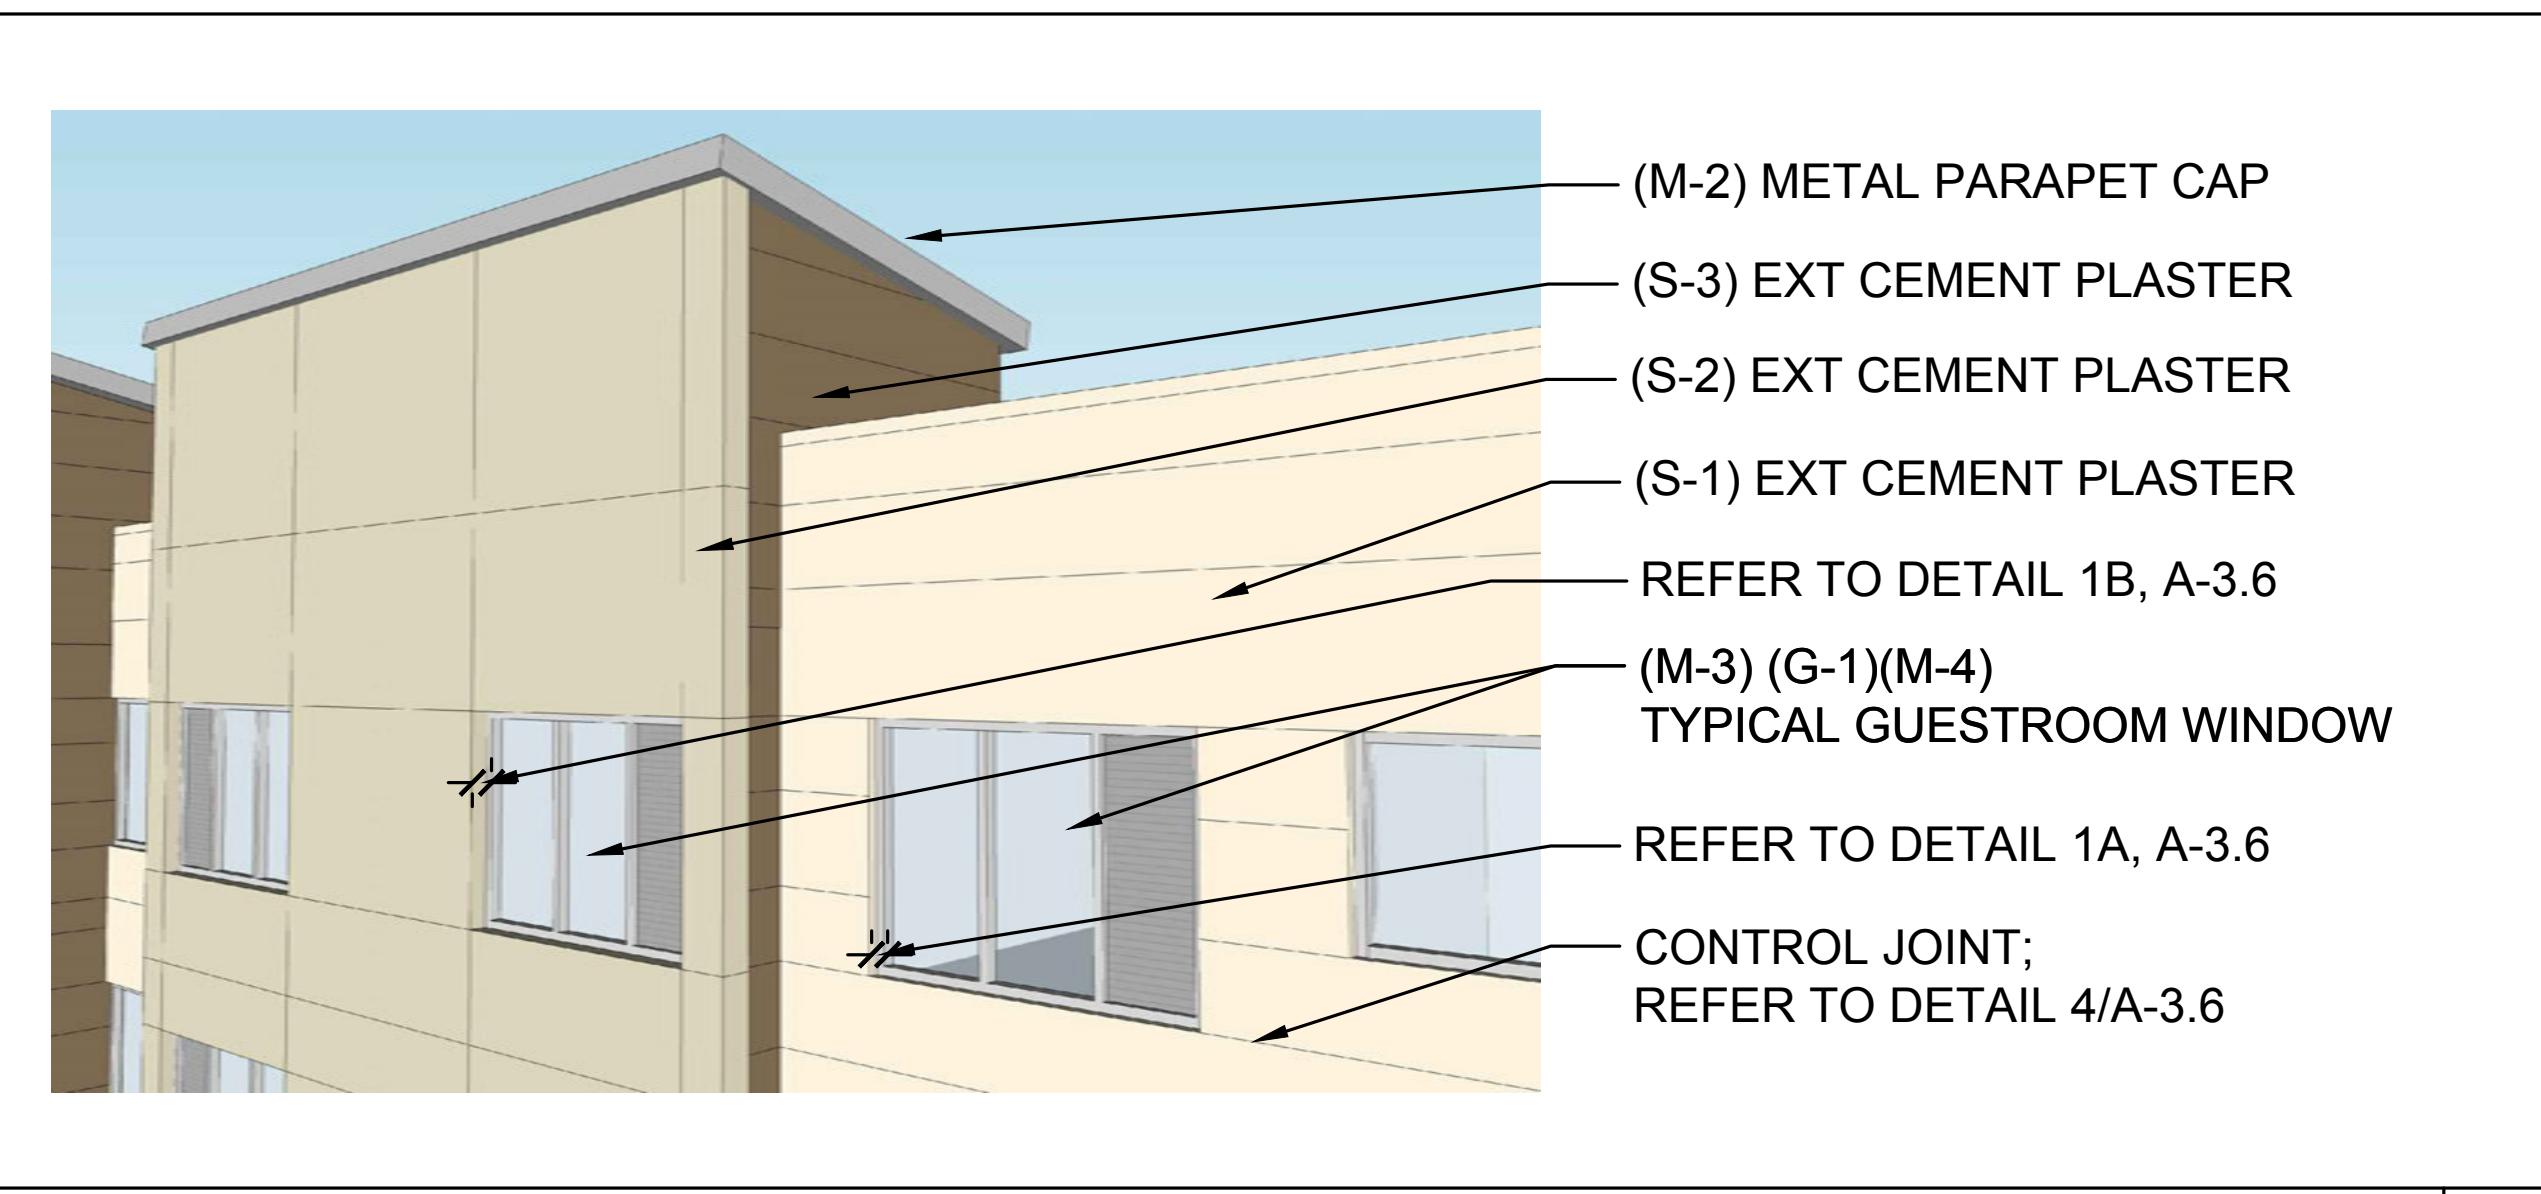 (M-2) METAL PARAPET CAP
(S-3) EXT CEMENT PLASTER
(S-2) EXT CEMENT PLASTER
(S-1) EXT CEMENT PLASTER
REFER TO DETAIL 1B, A-3.6
(M-3) (G-1)(M-4)
TYPICAL GUESTROOM WINDOW
REFER TO DETAIL 1A, A-3.6
CONTROL JOINT;
REFER TO DETAIL 4/A-3.6